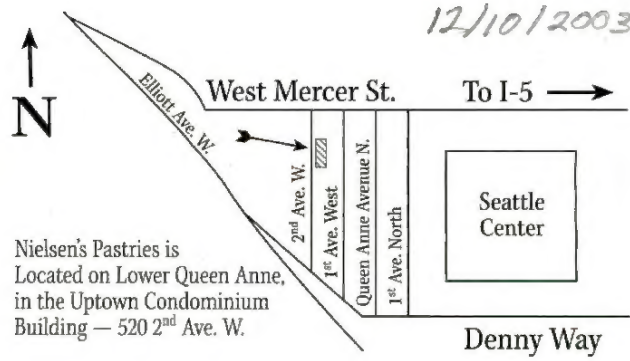 12/10/2003
N
West Mercer St.
To I-5
Elliott Ave. W.
2nd Ave. W.
1st Ave. West
Queen Anne Avenue N.
1st Ave. North
Seattle
Center
Nielsen's Pastries is
Located on Lower Queen Anne,
in the Uptown Condominium
Building — 520 2nd Ave. W.
Denny Way